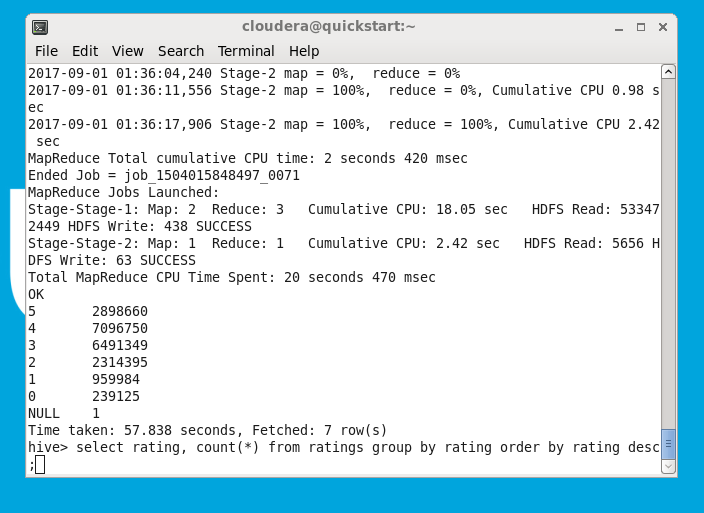 cloudera@quickstart:~
File Edit View Search Terminal Help
2017-09-01 01:36:04,240 Stage-2 map = 0%,  reduce = 0%
2017-09-01 01:36:11,556 Stage-2 map = 100%,  reduce = 0%, Cumulative CPU 0.98 s
ec
2017-09-01 01:36:17,906 Stage-2 map = 100%,  reduce = 100%, Cumulative CPU 2.42
 sec
MapReduce Total cumulative CPU time: 2 seconds 420 msec
Ended Job = job_1504015848497_0071
MapReduce Jobs Launched:
Stage-Stage-1: Map: 2  Reduce: 3   Cumulative CPU: 18.05 sec   HDFS Read: 53347
2449 HDFS Write: 438 SUCCESS
Stage-Stage-2: Map: 1  Reduce: 1   Cumulative CPU: 2.42 sec   HDFS Read: 5656 H
DFS Write: 63 SUCCESS
Total MapReduce CPU Time Spent: 20 seconds 470 msec
OK
5       2898660
4       7096750
3       6491349
2       2314395
1       959984
0       239125
NULL    1
Time taken: 57.838 seconds, Fetched: 7 row(s)
hive> select rating, count(*) from ratings group by rating order by rating desc
;